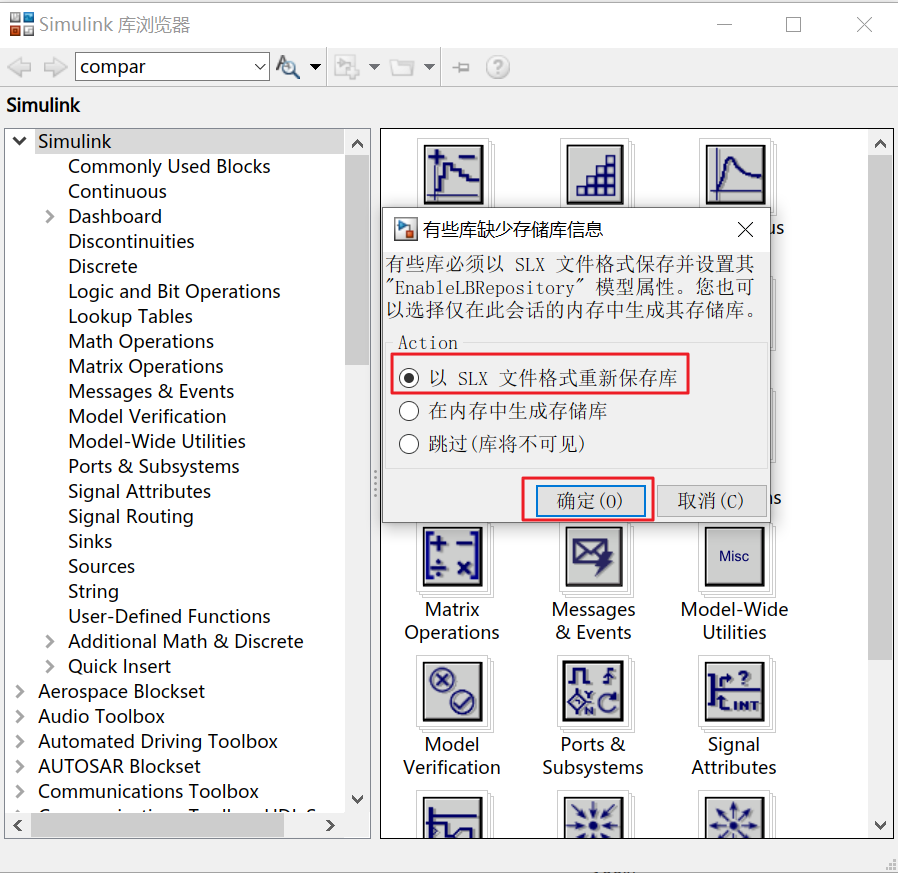 Simulink 库浏览器
compar
Simulink
Simulink
Commonly Used Blocks
Continuous
Dashboard
Discontinuities
Discrete
Logic and Bit Operations
Lookup Tables
Math Operations
Matrix Operations
Messages & Events
Model Verification
Model-Wide Utilities
Ports & Subsystems
Signal Attributes
Signal Routing
Sinks
Sources
String
User-Defined Functions
Additional Math & Discrete
Quick Insert
Aerospace Blockset
Audio Toolbox
Automated Driving Toolbox
AUTOSAR Blockset
Communications Toolbox
有些库缺少存储库信息
有些库必须以 SLX 文件格式保存并设置其
"EnableLBRepository" 模型属性。您也可
以选择仅在此会话的内存中生成其存储库。
Action
以 SLX 文件格式重新保存库
在内存中生成存储库
跳过(库将不可见)
确定(O)
取消(C)
Misc
Matrix
Operations
Messages
& Events
Model-Wide
Utilities
Model
Verification
Ports &
Subsystems
Signal
Attributes